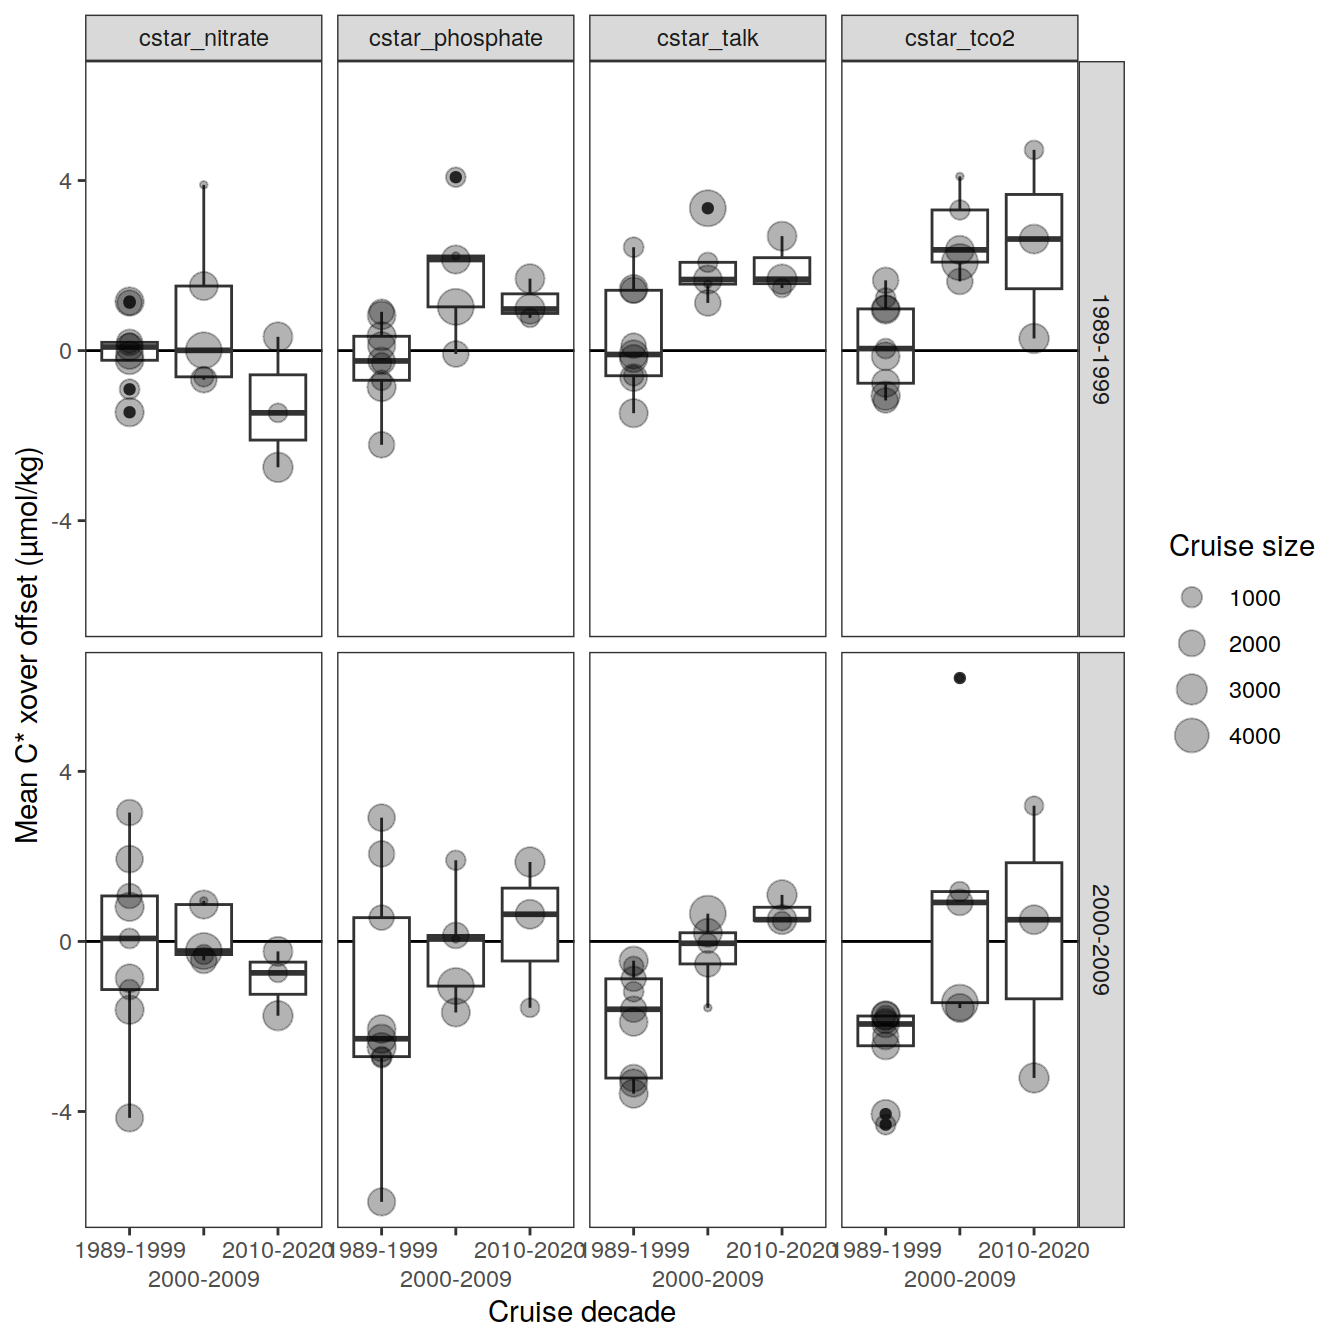 cstar_nitrate cstar_phosphate cstar_talk cstar_tco2
4
0
-4
1989-1999
4
0
-4
2000-2009
Mean C* xover offset (µmol/kg)
1989-1999 2010-2020 1989-1999 2010-2020 1989-1999 2010-2020 1989-1999 2010-2020
2000-2009 2000-2009 2000-2009 2000-2009
Cruise decade
Cruise size
1000
2000
3000
4000